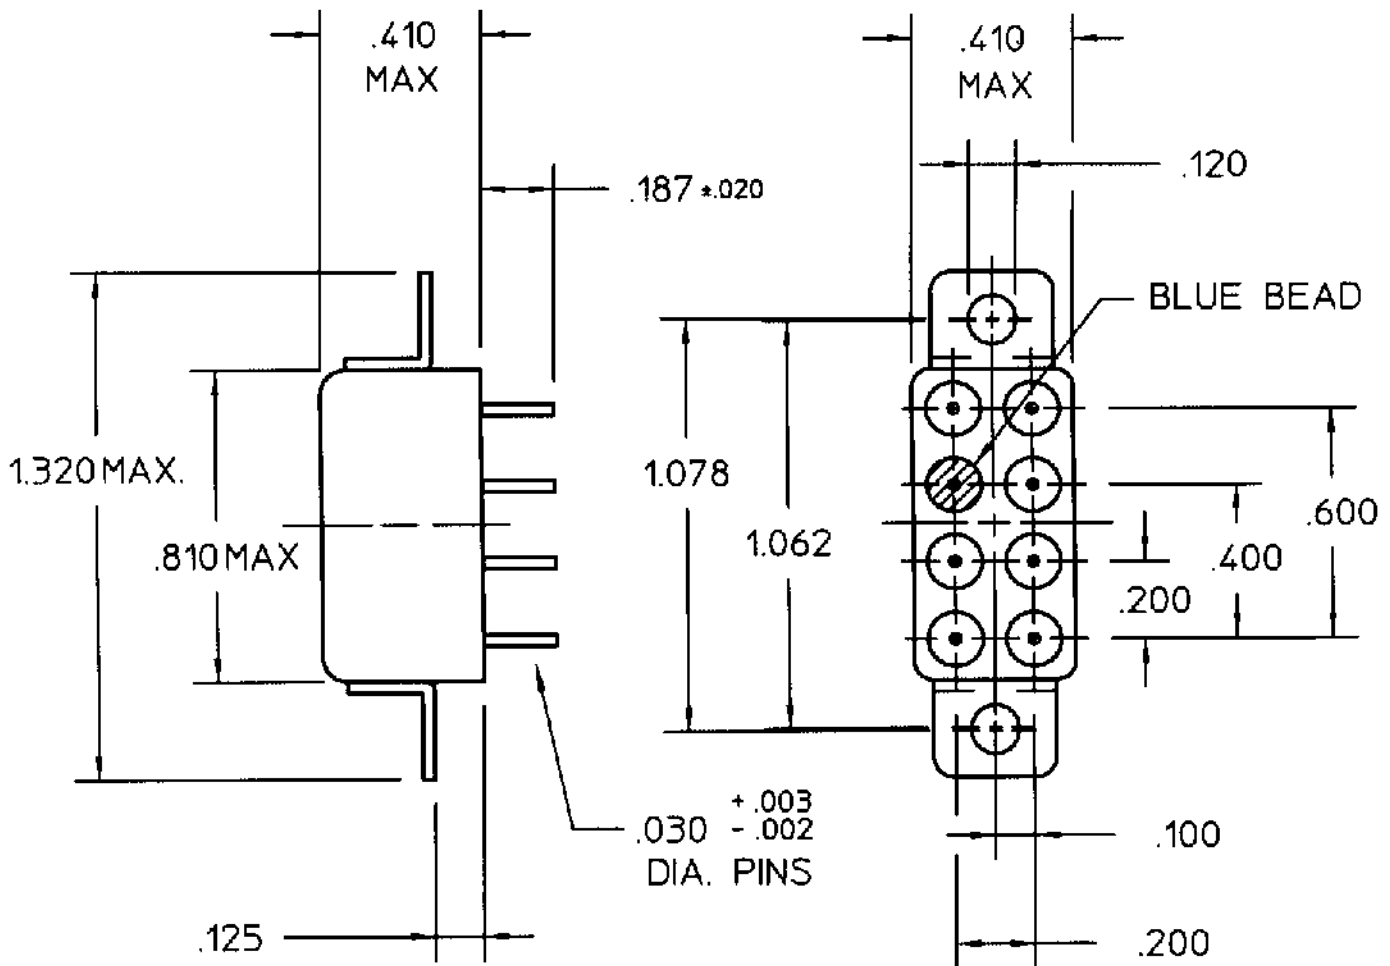 .410
MAX
.410
MAX
.120
.187 ±.020
BLUE BEAD
1.320 MAX.
1.078
.810 MAX
1.062
.600
.400
.200
.030 + .003
- .002
DIA. PINS
.100
.125
.200